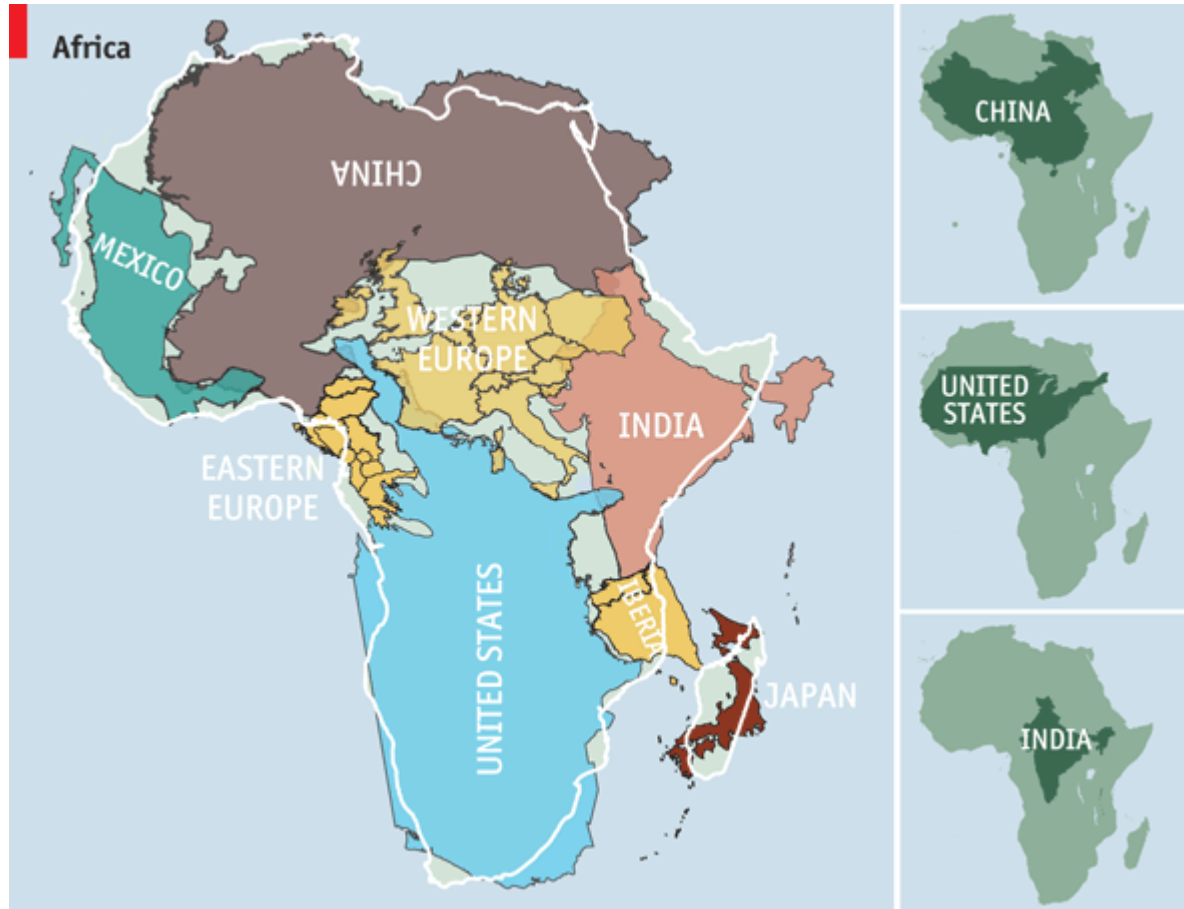 Africa
CHINA
MEXICO
WESTERN
EUROPE
INDIA
EASTERN
EUROPE
UNITED STATES
IBERIA
JAPAN
CHINA
UNITED
STATES
INDIA